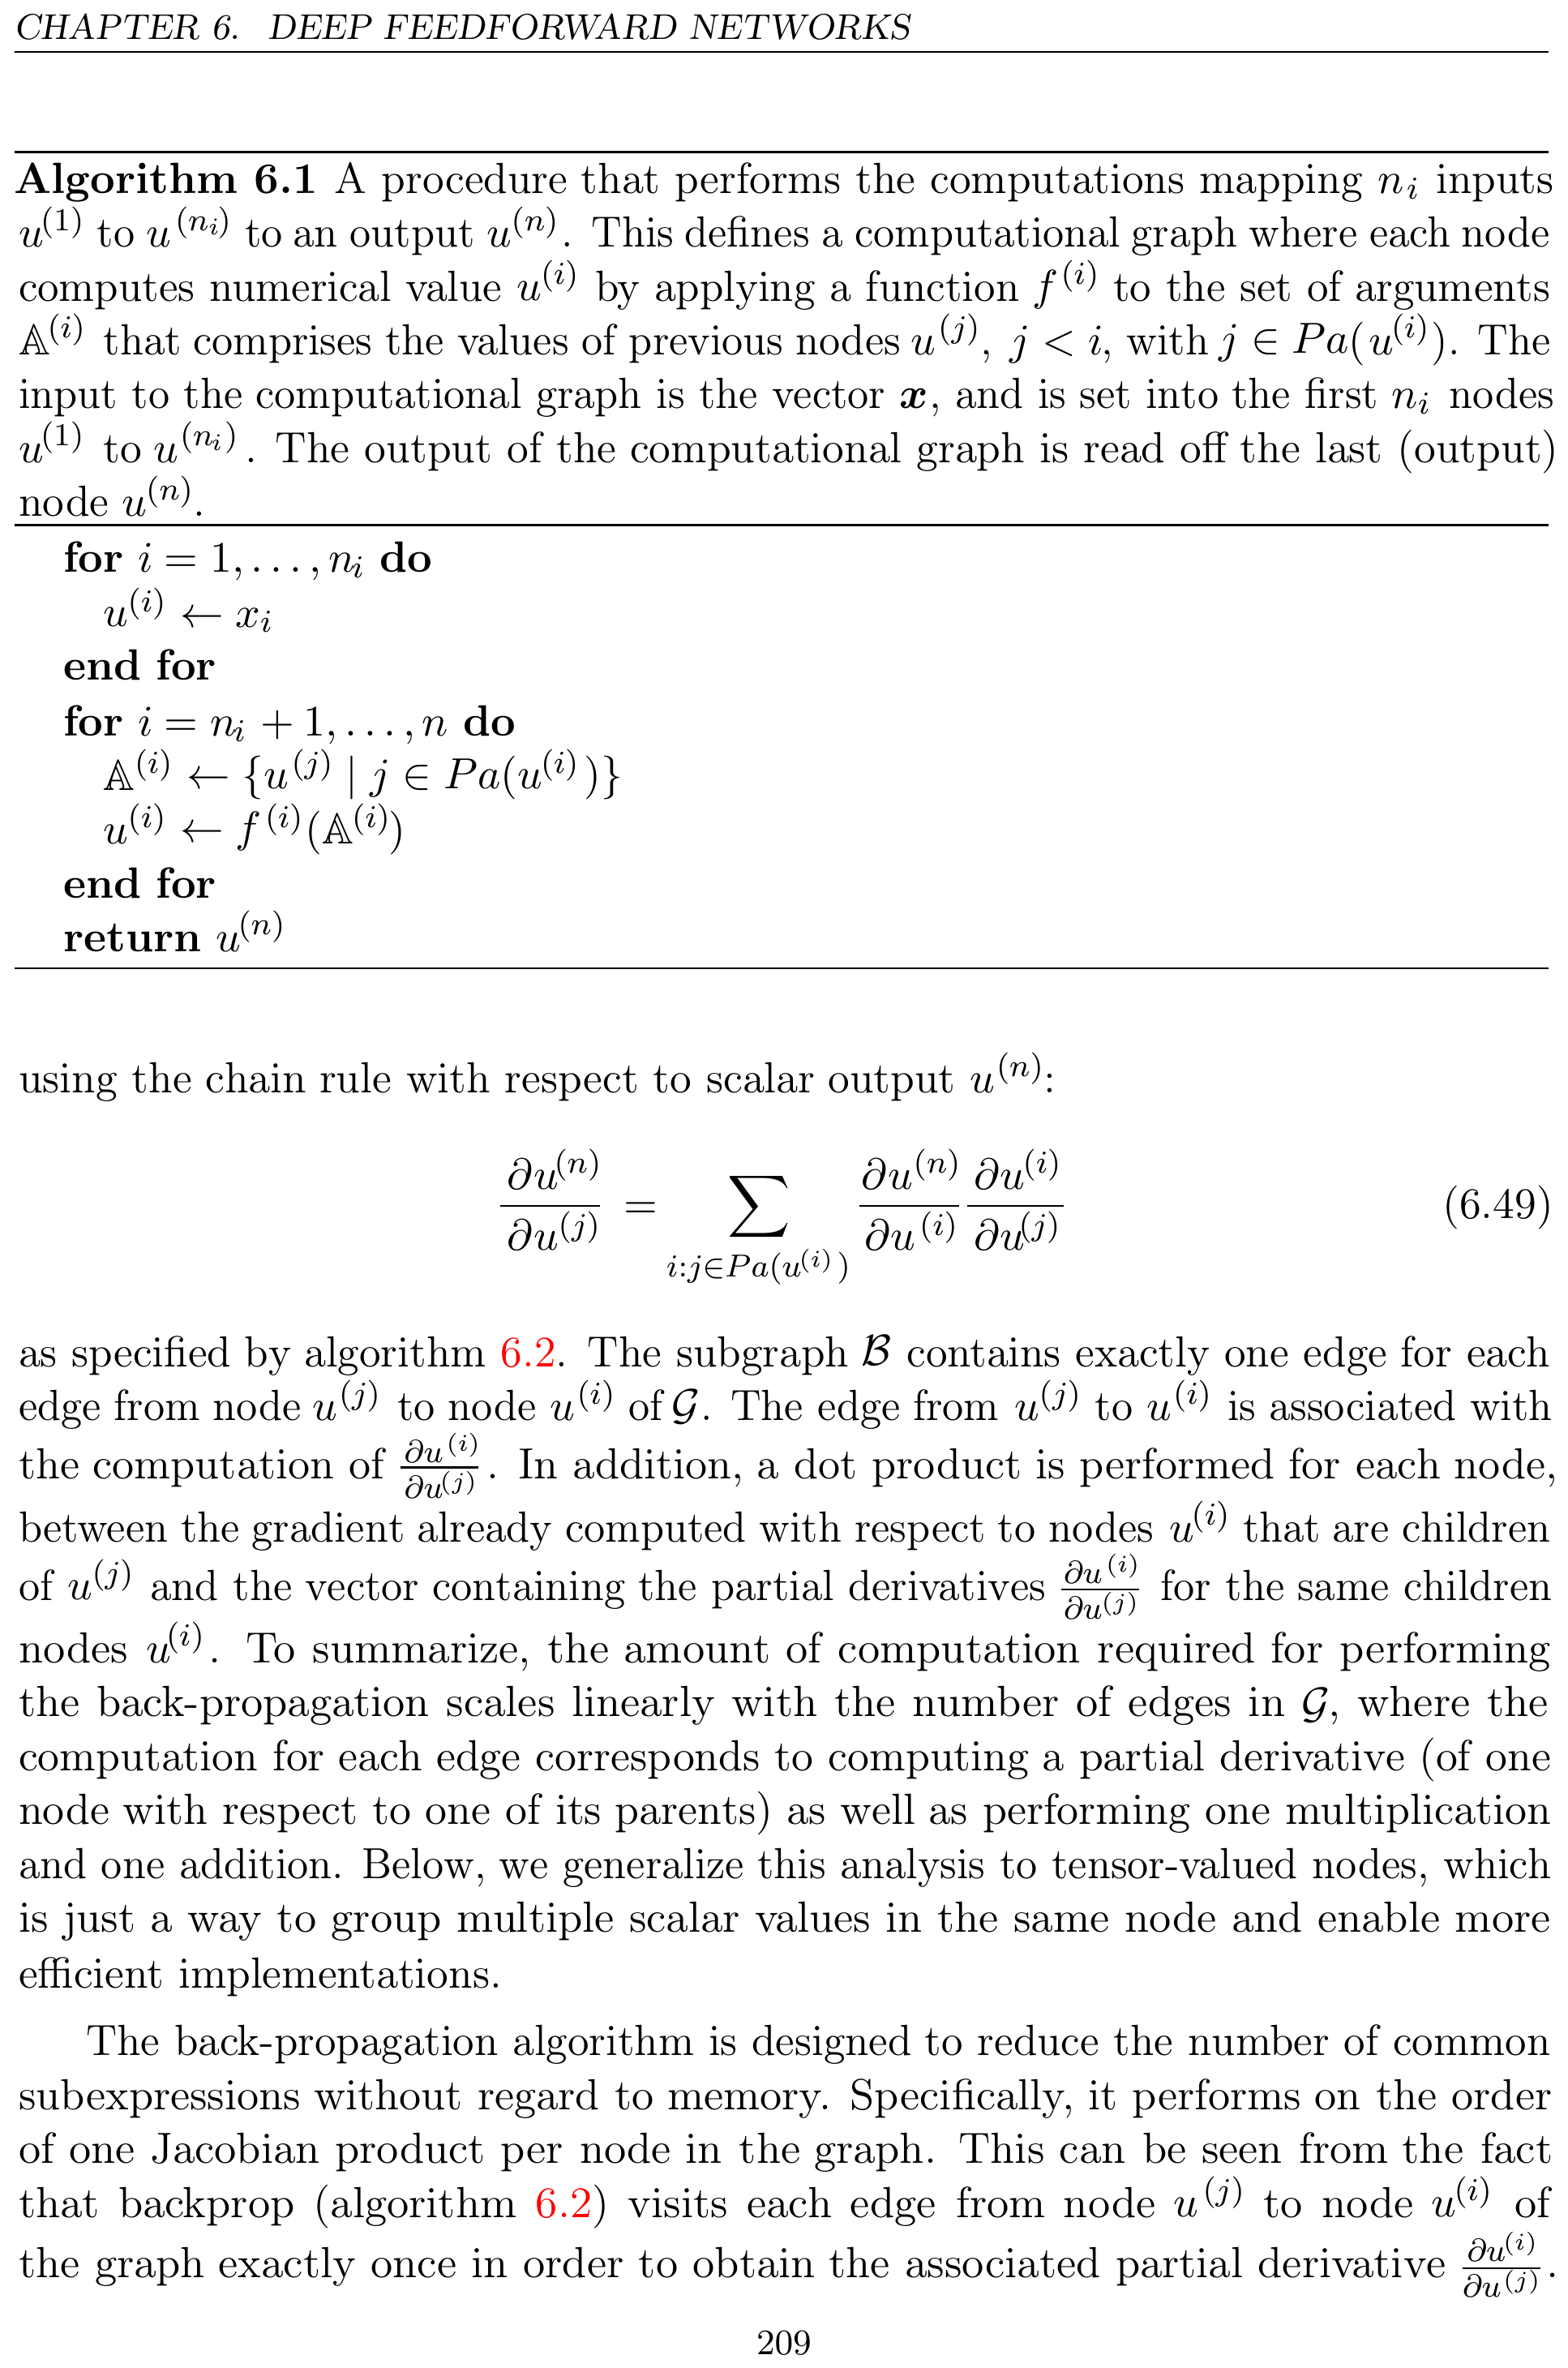 CHAPTER 6. DEEP FEEDFORWARD NETWORKS
Algorithm 6.1 A procedure that performs the computations mapping n_i inputs
u^{(1)} to u^{(n_i)} to an output u^{(n)}. This defines a computational graph where each node
computes numerical value u^{(i)} by applying a function f^{(i)} to the set of arguments
𝔸^{(i)} that comprises the values of previous nodes u^{(j)}, j < i, with j ∈ Pa(u^{(i)}). The
input to the computational graph is the vector x, and is set into the first n_i nodes
u^{(1)} to u^{(n_i)}. The output of the computational graph is read off the last (output)
node u^{(n)}.
for i = 1, . . . , n_i do
u^{(i)} ← x_i
end for
for i = n_i + 1, . . . , n do
𝔸^{(i)} ← {u^{(j)} | j ∈ Pa(u^{(i)})}
u^{(i)} ← f^{(i)}(𝔸^{(i)})
end for
return u^{(n)}
using the chain rule with respect to scalar output u^{(n)}:
\frac{∂u^{(n)}}{∂u^{(j)}} = ∑_{i:j∈Pa(u^{(i)})} \frac{∂u^{(n)}}{∂u^{(i)}} \frac{∂u^{(i)}}{∂u^{(j)}} (6.49)
as specified by algorithm 6.2. The subgraph ℬ contains exactly one edge for each
edge from node u^{(j)} to node u^{(i)} of 𝒢. The edge from u^{(j)} to u^{(i)} is associated with
the computation of \frac{∂u^{(i)}}{∂u^{(j)}}. In addition, a dot product is performed for each node,
between the gradient already computed with respect to nodes u^{(i)} that are children
of u^{(j)} and the vector containing the partial derivatives \frac{∂u^{(i)}}{∂u^{(j)}} for the same children
nodes u^{(i)}. To summarize, the amount of computation required for performing
the back-propagation scales linearly with the number of edges in 𝒢, where the
computation for each edge corresponds to computing a partial derivative (of one
node with respect to one of its parents) as well as performing one multiplication
and one addition. Below, we generalize this analysis to tensor-valued nodes, which
is just a way to group multiple scalar values in the same node and enable more
efficient implementations.
The back-propagation algorithm is designed to reduce the number of common
subexpressions without regard to memory. Specifically, it performs on the order
of one Jacobian product per node in the graph. This can be seen from the fact
that backprop (algorithm 6.2) visits each edge from node u^{(j)} to node u^{(i)} of
the graph exactly once in order to obtain the associated partial derivative \frac{∂u^{(i)}}{∂u^{(j)}}.
209